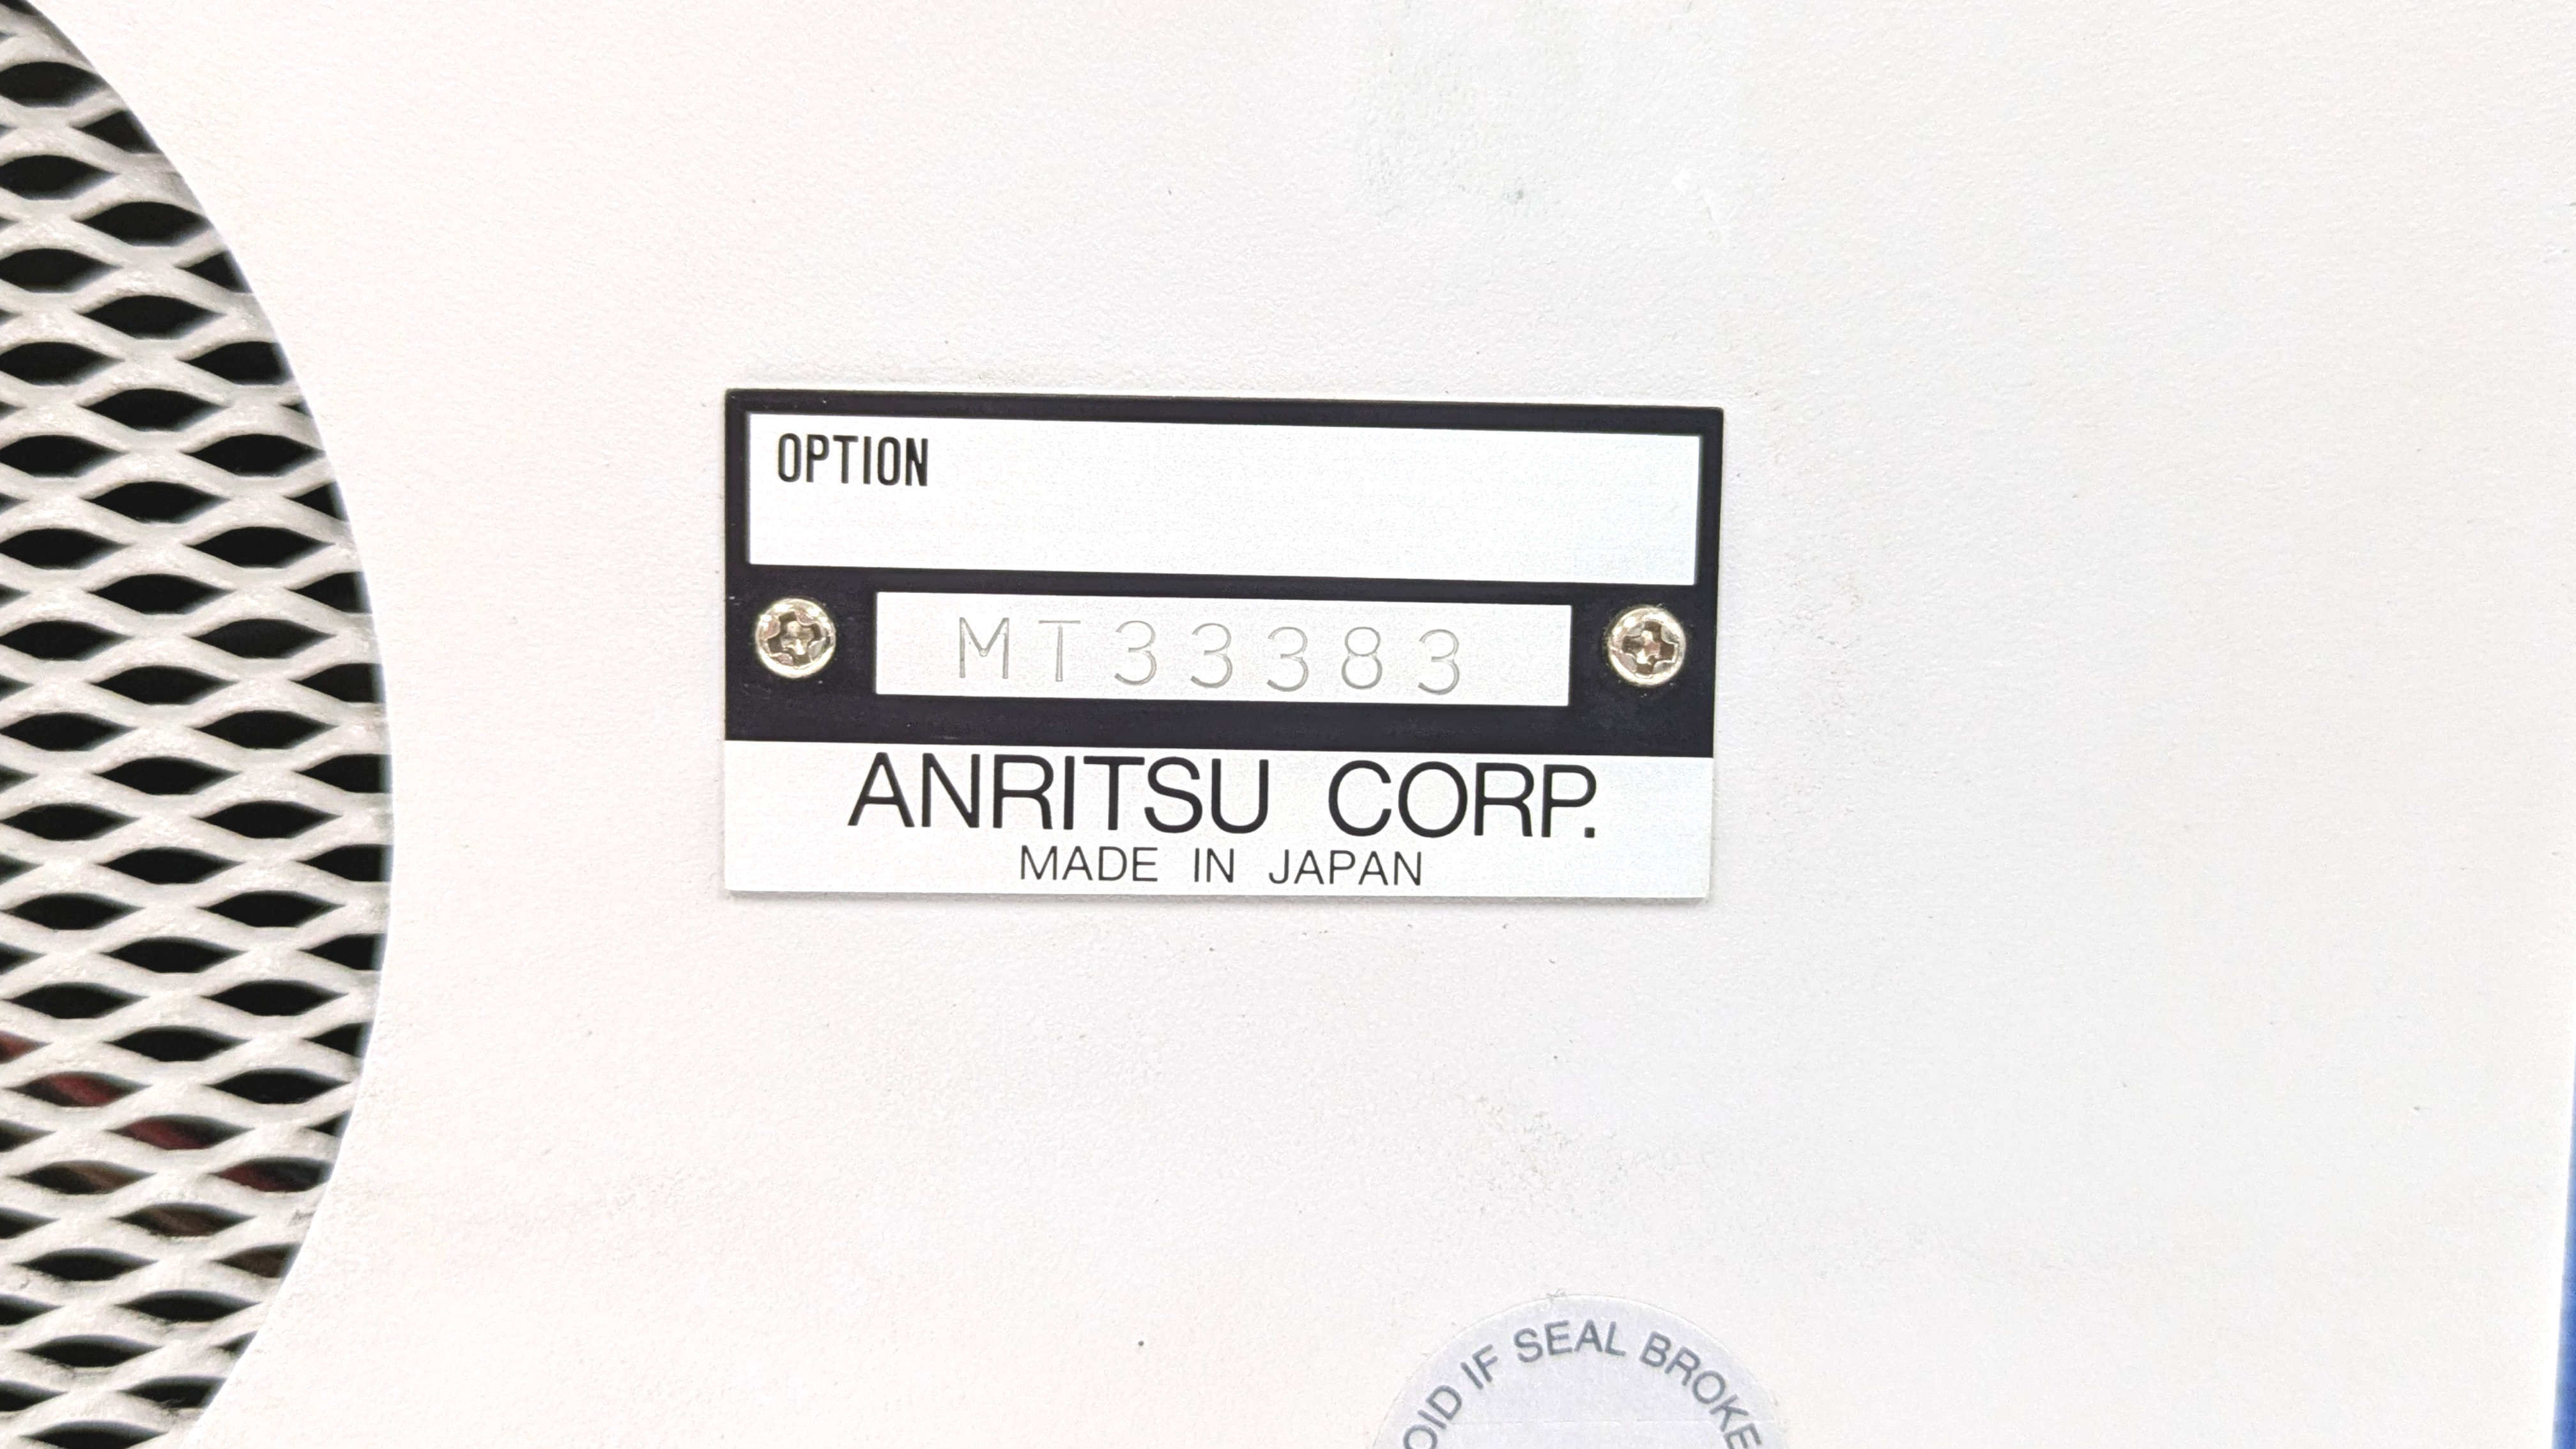 OPTION
MT33383
ANRITSU CORP.
MADE IN JAPAN
OID IF SEAL BROKE